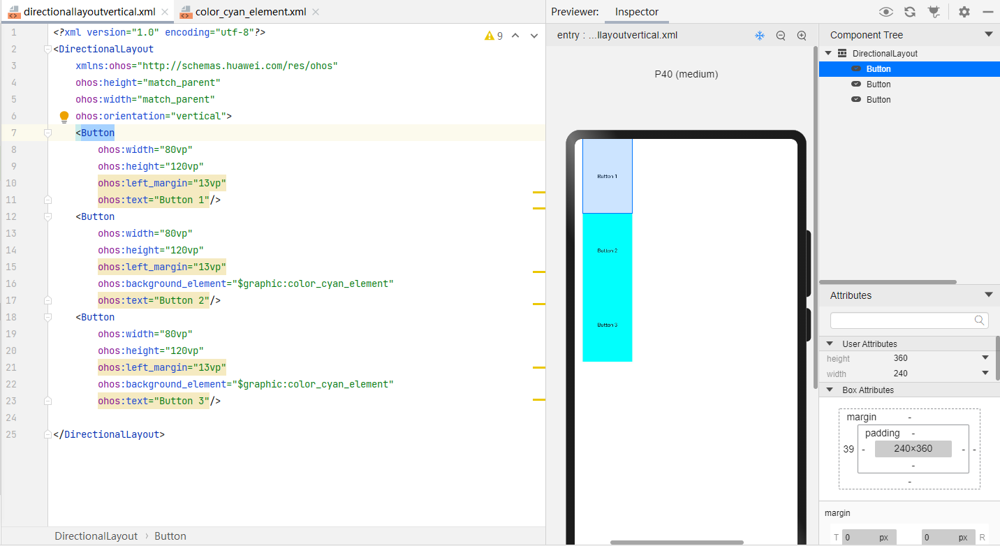 directionallayoutvertical.xml
color_cyan_element.xml
1 <?xml version="1.0" encoding="utf-8"?>
9
2 <DirectionalLayout
3 xmlns:ohos="http://schemas.huawei.com/res/ohos"
4 ohos:height="match_parent"
5 ohos:width="match_parent"
6 ohos:orientation="vertical">
7 <Button
8 ohos:width="80vp"
9 ohos:height="120vp"
10 ohos:left_margin="13vp"
11 ohos:text="Button 1"/>
12 <Button
13 ohos:width="80vp"
14 ohos:height="120vp"
15 ohos:left_margin="13vp"
16 ohos:background_element="$graphic:color_cyan_element"
17 ohos:text="Button 2"/>
18 <Button
19 ohos:width="80vp"
20 ohos:height="120vp"
21 ohos:left_margin="13vp"
22 ohos:background_element="$graphic:color_cyan_element"
23 ohos:text="Button 3"/>
24
25 </DirectionalLayout>
DirectionalLayout › Button
Previewer: Inspector
entry : ...llayoutvertical.xml
P40 (medium)
Button 1
Button 2
Button 3
Component Tree
DirectionalLayout
Button
Button
Button
Attributes
User Attributes
height 360
width 240
Box Attributes
margin -
padding -
39 - 240×360 - -
-
-
margin
T 0 px 0 px R